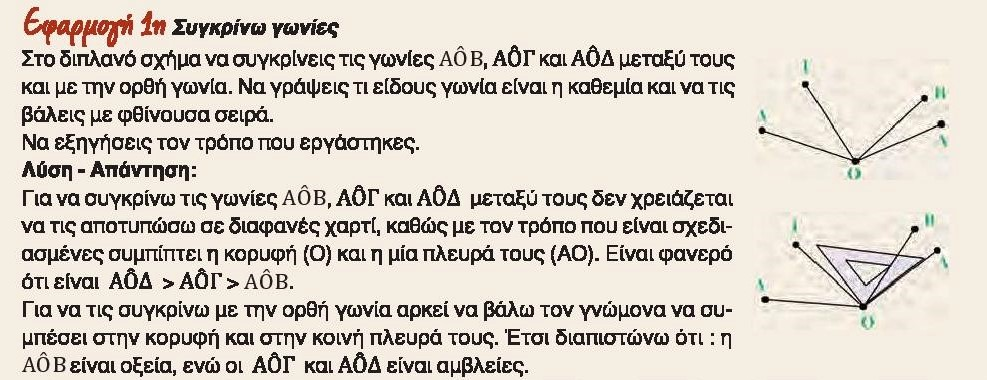 Εφαρμογή 1η Συγκρίνω γωνίες
Στο διπλανό σχήμα να συγκρίνεις τις γωνίες ΑÔΒ, ΑÔΓ και ΑÔΔ μεταξύ τους
και με την ορθή γωνία. Να γράψεις τι είδους γωνία είναι η καθεμία και να τις
βάλεις με φθίνουσα σειρά.
Να εξηγήσεις τον τρόπο που εργάστηκες.
Λύση - Απάντηση:
Για να συγκρίνω τις γωνίες ΑÔΒ, ΑÔΓ και ΑÔΔ μεταξύ τους δεν χρειάζεται
να τις αποτυπώσω σε διαφανές χαρτί, καθώς με τον τρόπο που είναι σχεδι-
ασμένες συμπίπτει η κορυφή (Ο) και η μία πλευρά τους (ΑΟ). Είναι φανερό
ότι είναι ΑÔΔ > ΑÔΓ > ΑÔΒ.
Για να τις συγκρίνω με την ορθή γωνία αρκεί να βάλω τον γνώμονα να συ-
μπέσει στην κορυφή και στην κοινή πλευρά τους. Έτσι διαπιστώνω ότι : η
ΑÔΒ είναι οξεία, ενώ οι ΑÔΓ και ΑÔΔ είναι αμβλείες.
Β
Α
Ο
Β
Α
Ο